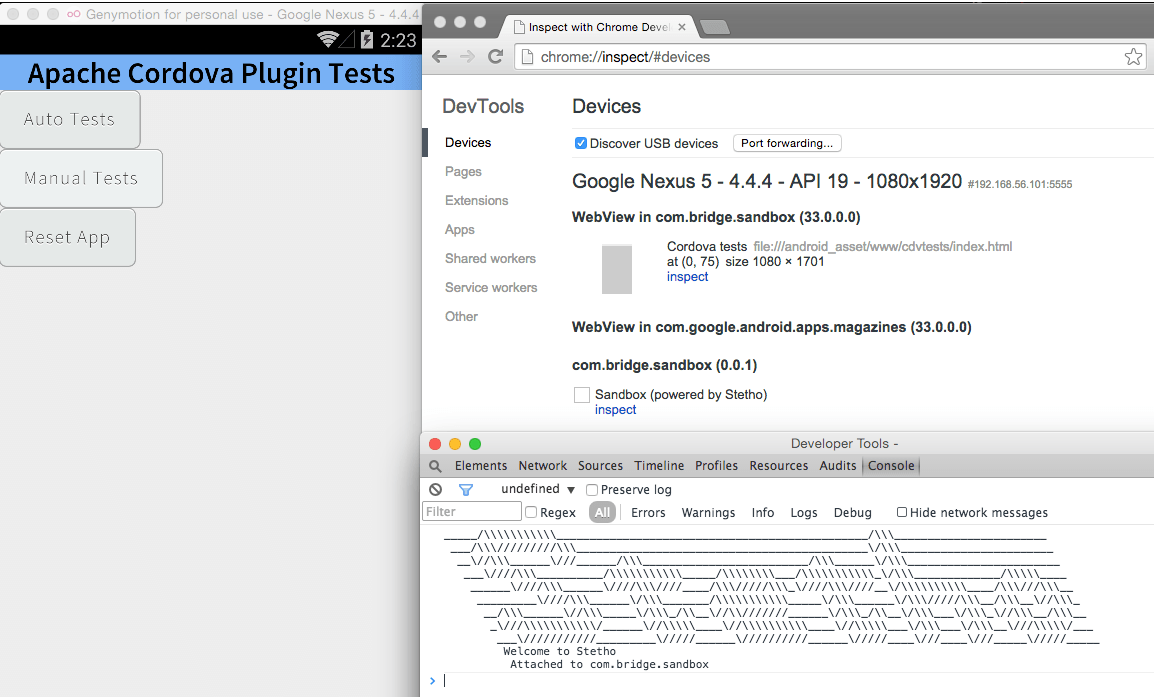 Genymotion for personal use - Google Nexus 5 - 4.4.4
2:23
Apache Cordova Plugin Tests
Auto Tests
Manual Tests
Reset App
Inspect with Chrome Devel
chrome://inspect/#devices
DevTools
Devices
Pages
Extensions
Apps
Shared workers
Service workers
Other
Devices
Discover USB devices Port forwarding...
Google Nexus 5 - 4.4.4 - API 19 - 1080x1920 #192.168.56.101:5555
WebView in com.bridge.sandbox (33.0.0.0)
Cordova tests file:///android_asset/www/cdvtests/index.html
at (0, 75) size 1080 × 1701
inspect
WebView in com.google.android.apps.magazines (33.0.0.0)
com.bridge.sandbox (0.0.1)
Sandbox (powered by Stetho)
inspect
Developer Tools -
Elements Network Sources Timeline Profiles Resources Audits Console
undefined ▼ Preserve log
Filter Regex All Errors Warnings Info Logs Debug Hide network messages
Welcome to Stetho
Attached to com.bridge.sandbox
>